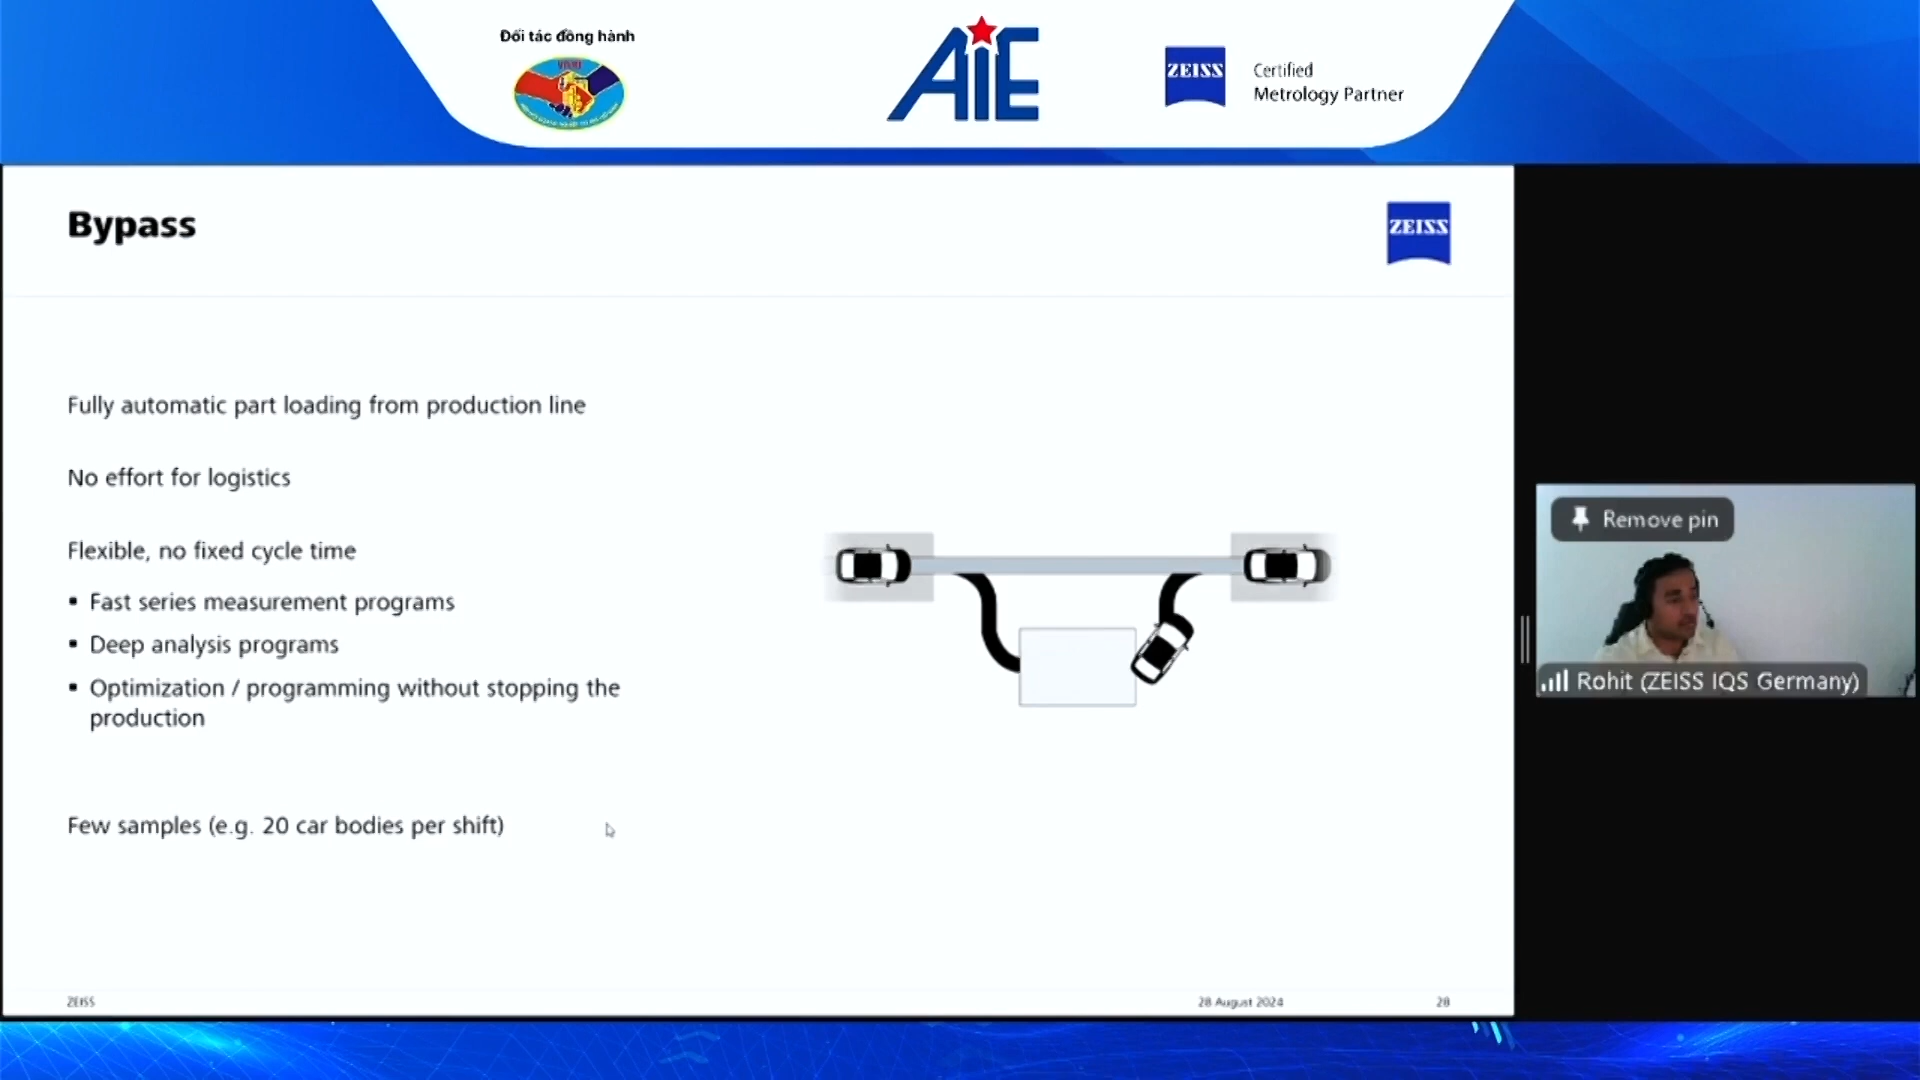 Đối tác đồng hành
AIE
ZEISS
Certified
Metrology Partner
Bypass
ZEISS
Fully automatic part loading from production line
No effort for logistics
Flexible, no fixed cycle time
▪ Fast series measurement programs
▪ Deep analysis programs
▪ Optimization / programming without stopping the
production
Few samples (e.g. 20 car bodies per shift)
Remove pin
Rohit (ZEISS IQS Germany)
ZEISS
28 August 2024
28